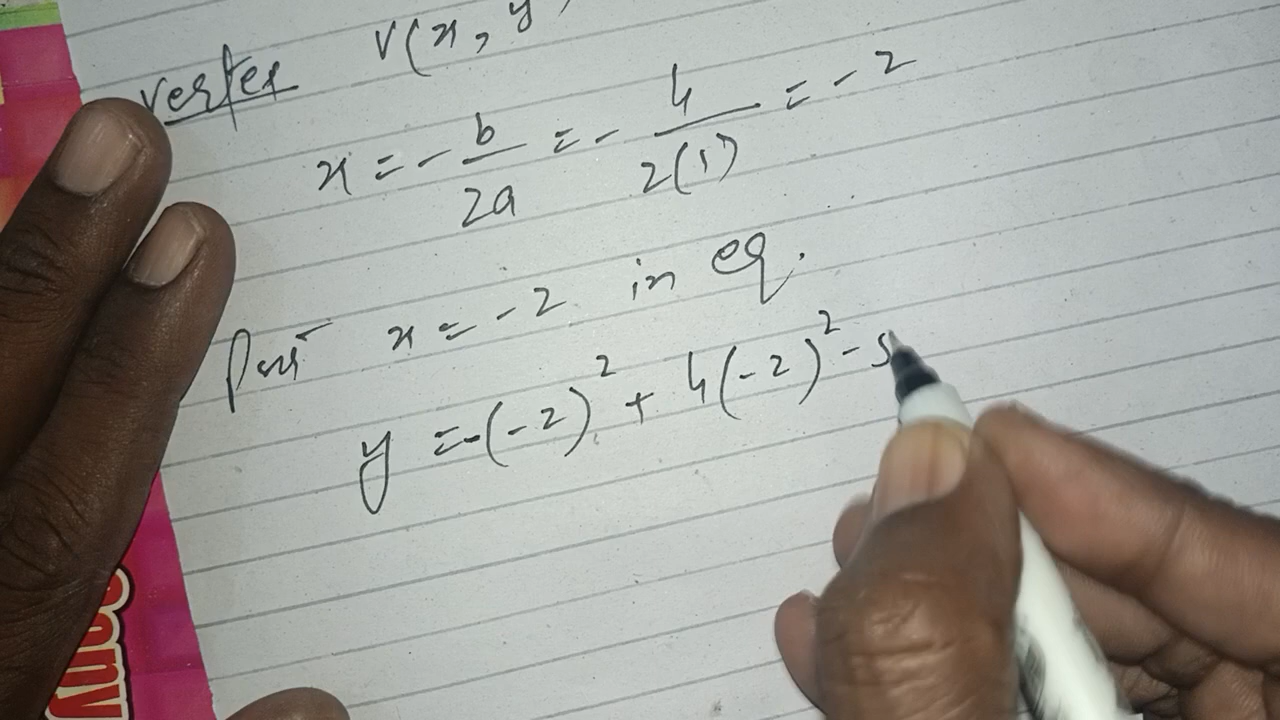 vertex V(x, y
x = - b/2a = - 4/2(1) = - 2
Put x = - 2 in eq.
y = -(-2)² + 4(-2)² - 5